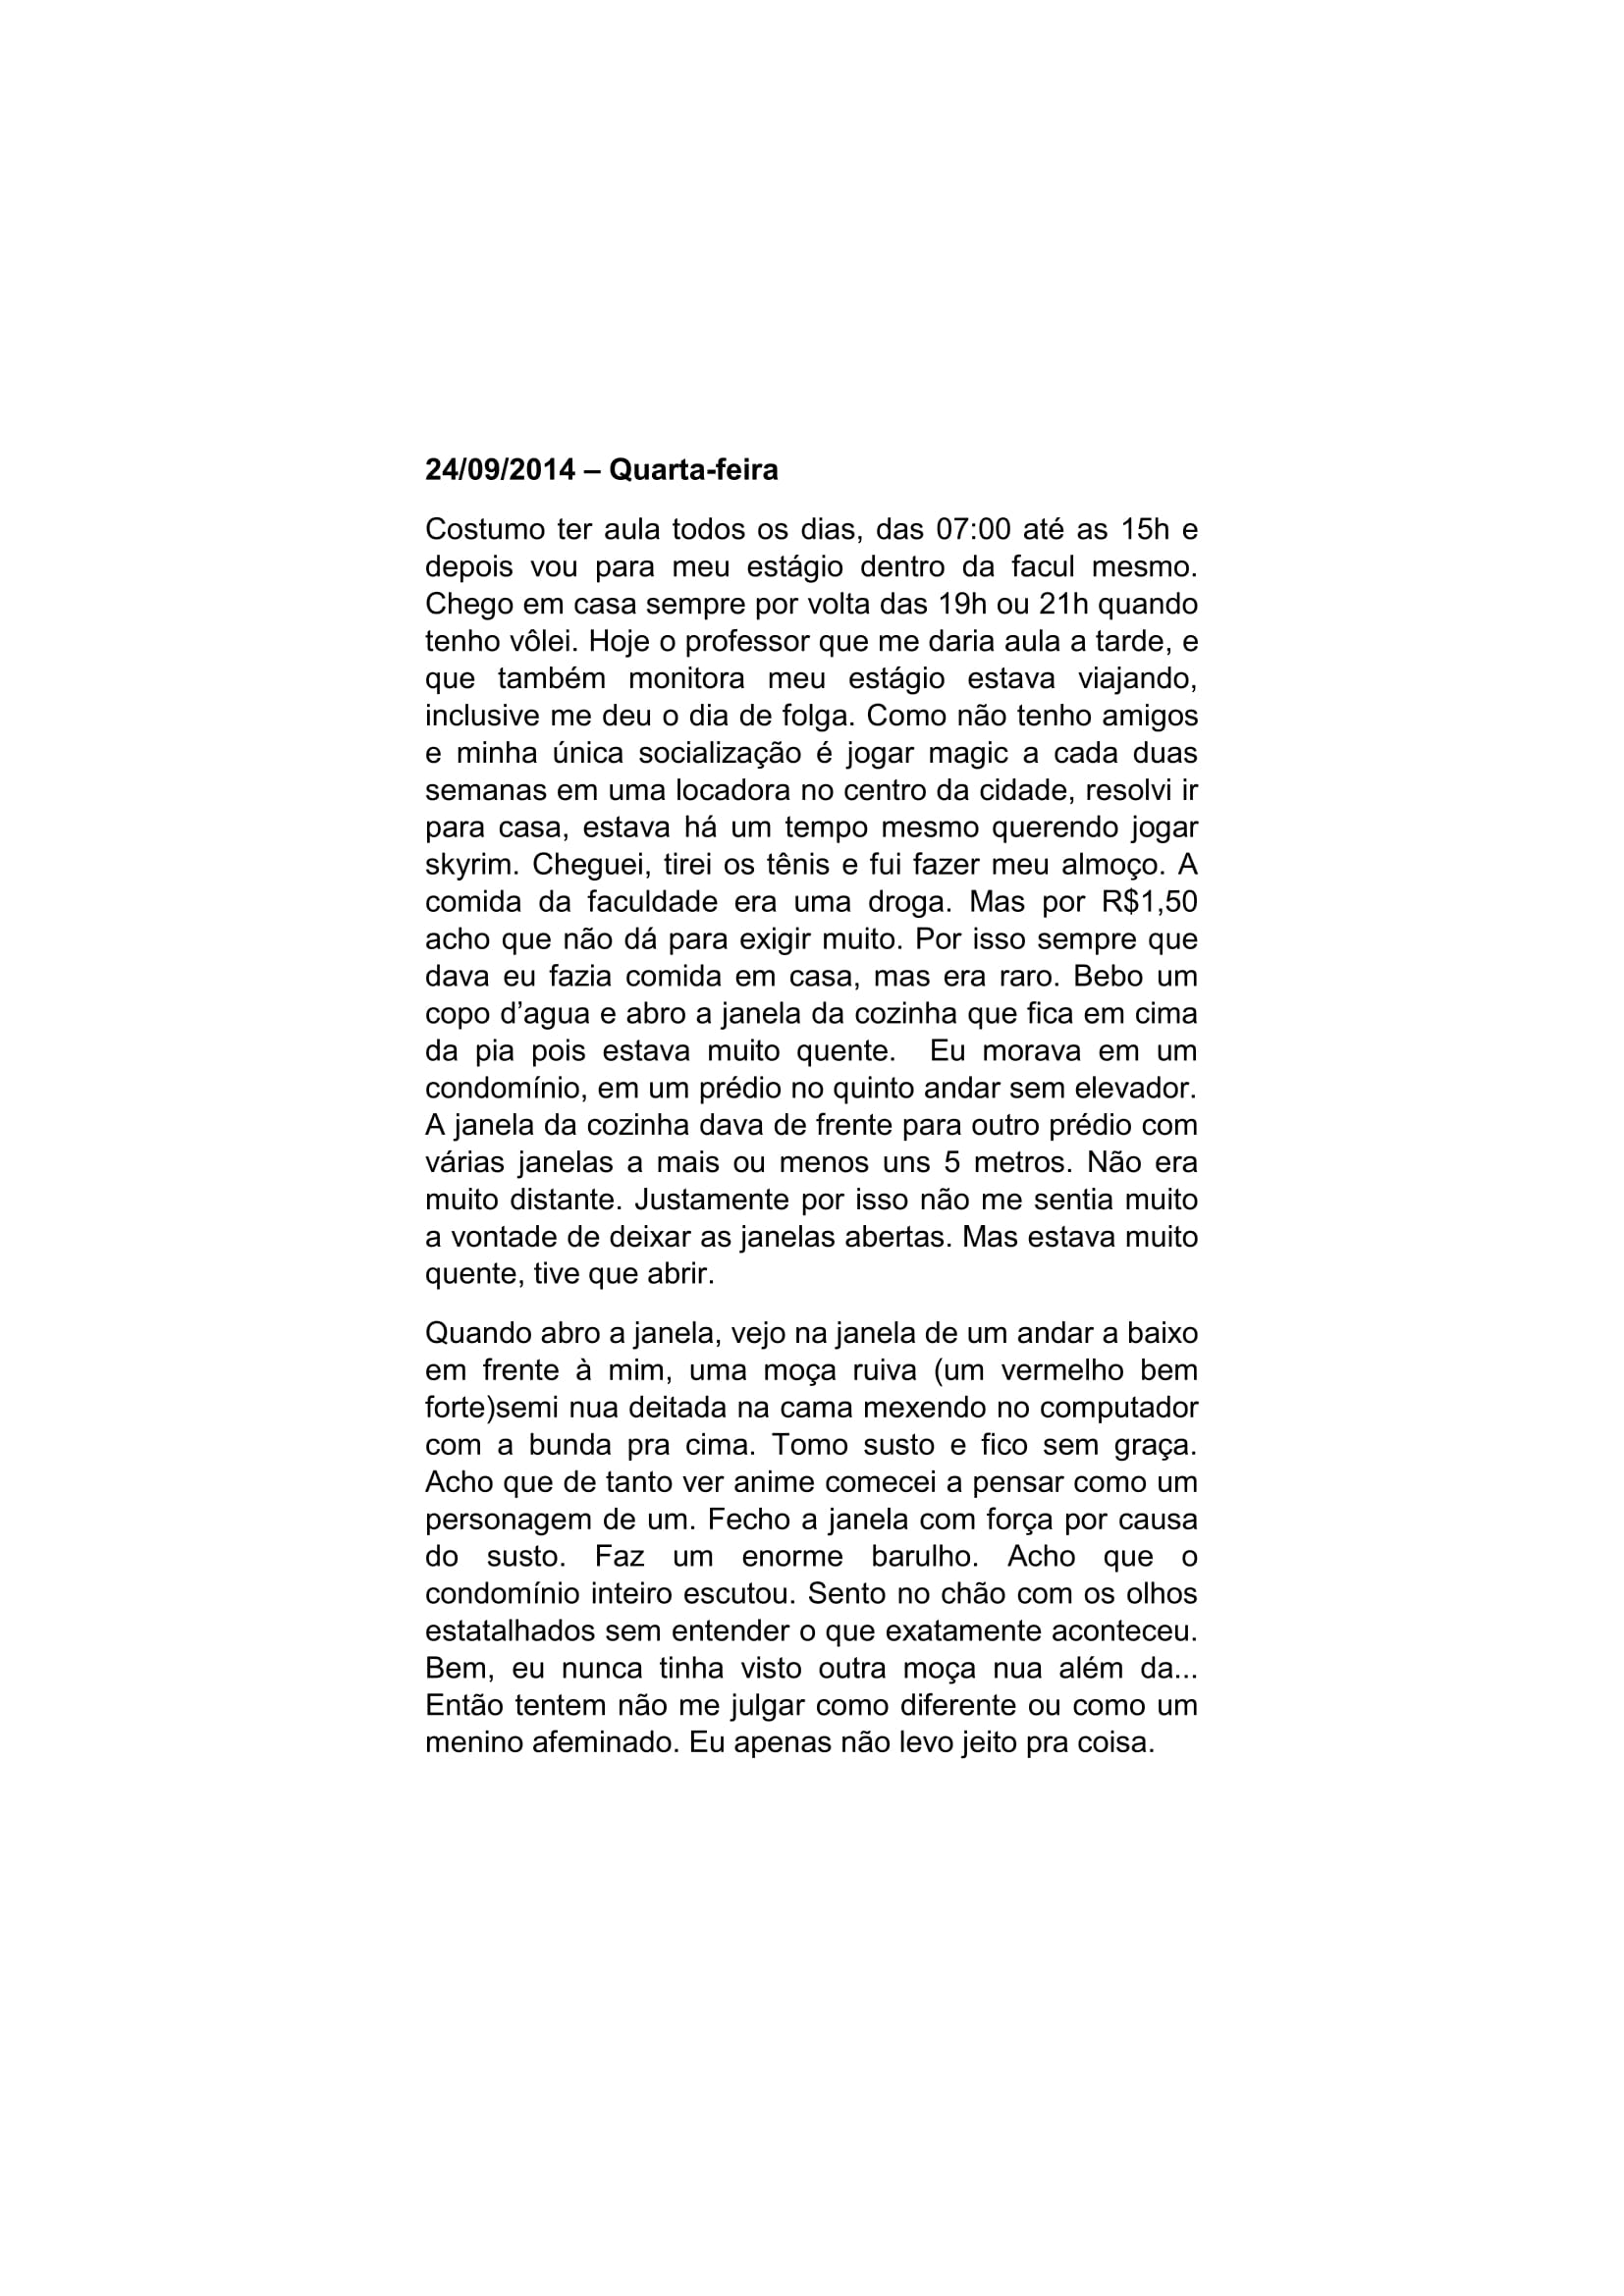 24/09/2014 – Quarta-feira
Costumo ter aula todos os dias, das 07:00 até as 15h e
depois vou para meu estágio dentro da facul mesmo.
Chego em casa sempre por volta das 19h ou 21h quando
tenho vôlei. Hoje o professor que me daria aula a tarde, e
que também monitora meu estágio estava viajando,
inclusive me deu o dia de folga. Como não tenho amigos
e minha única socialização é jogar magic a cada duas
semanas em uma locadora no centro da cidade, resolvi ir
para casa, estava há um tempo mesmo querendo jogar
skyrim. Cheguei, tirei os tênis e fui fazer meu almoço. A
comida da faculdade era uma droga. Mas por R$1,50
acho que não dá para exigir muito. Por isso sempre que
dava eu fazia comida em casa, mas era raro. Bebo um
copo d’agua e abro a janela da cozinha que fica em cima
da pia pois estava muito quente.  Eu morava em um
condomínio, em um prédio no quinto andar sem elevador.
A janela da cozinha dava de frente para outro prédio com
várias janelas a mais ou menos uns 5 metros. Não era
muito distante. Justamente por isso não me sentia muito
a vontade de deixar as janelas abertas. Mas estava muito
quente, tive que abrir.
Quando abro a janela, vejo na janela de um andar a baixo
em frente à mim, uma moça ruiva (um vermelho bem
forte)semi nua deitada na cama mexendo no computador
com a bunda pra cima. Tomo susto e fico sem graça.
Acho que de tanto ver anime comecei a pensar como um
personagem de um. Fecho a janela com força por causa
do susto. Faz um enorme barulho. Acho que o
condomínio inteiro escutou. Sento no chão com os olhos
estatalhados sem entender o que exatamente aconteceu.
Bem, eu nunca tinha visto outra moça nua além da...
Então tentem não me julgar como diferente ou como um
menino afeminado. Eu apenas não levo jeito pra coisa.